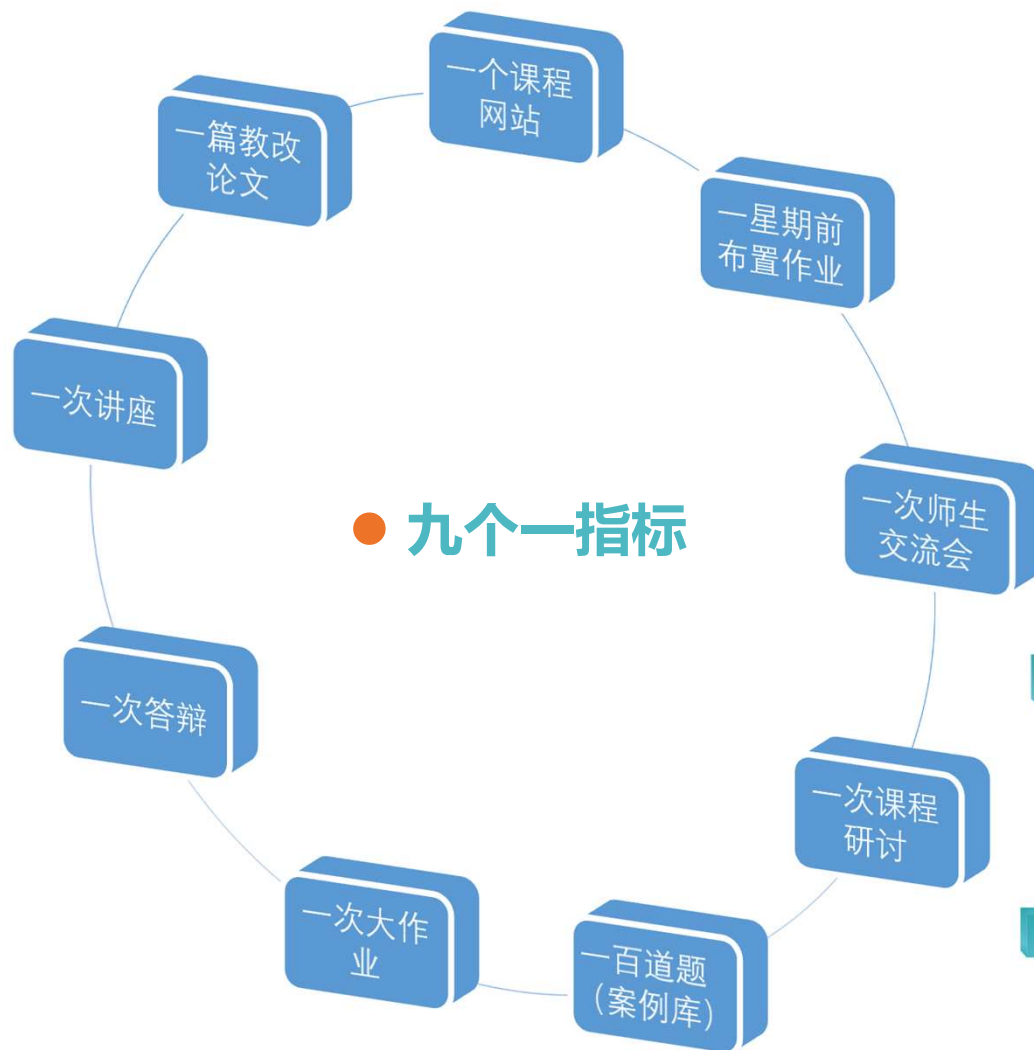 一个课程
网站
一星期前
布置作业
一次师生
交流会
一次课程
研讨
一百道题
（案例库）
一次大作
业
一次答辩
一次讲座
一篇教改
论文
九个一指标